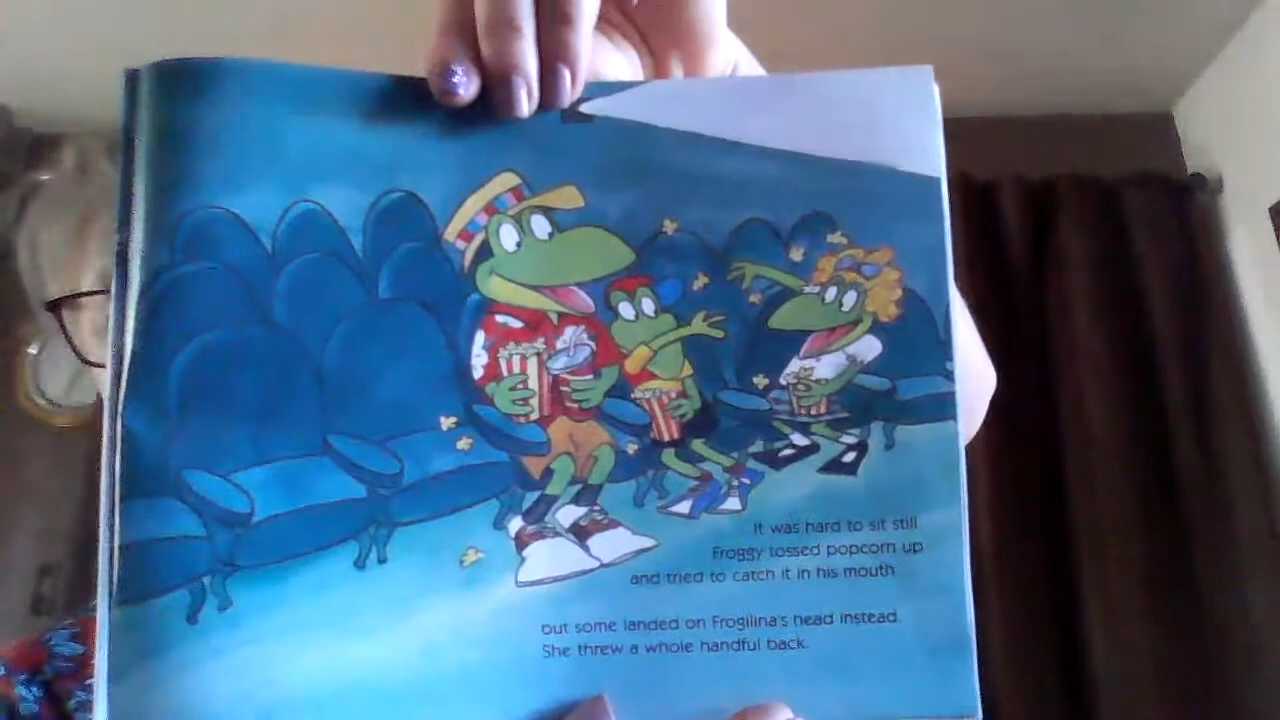 It was hard to sit still.
Froggy tossed popcorn up
and tried to catch it in his mouth
but some landed on Frogilina's head instead.
She threw a whole handful back.